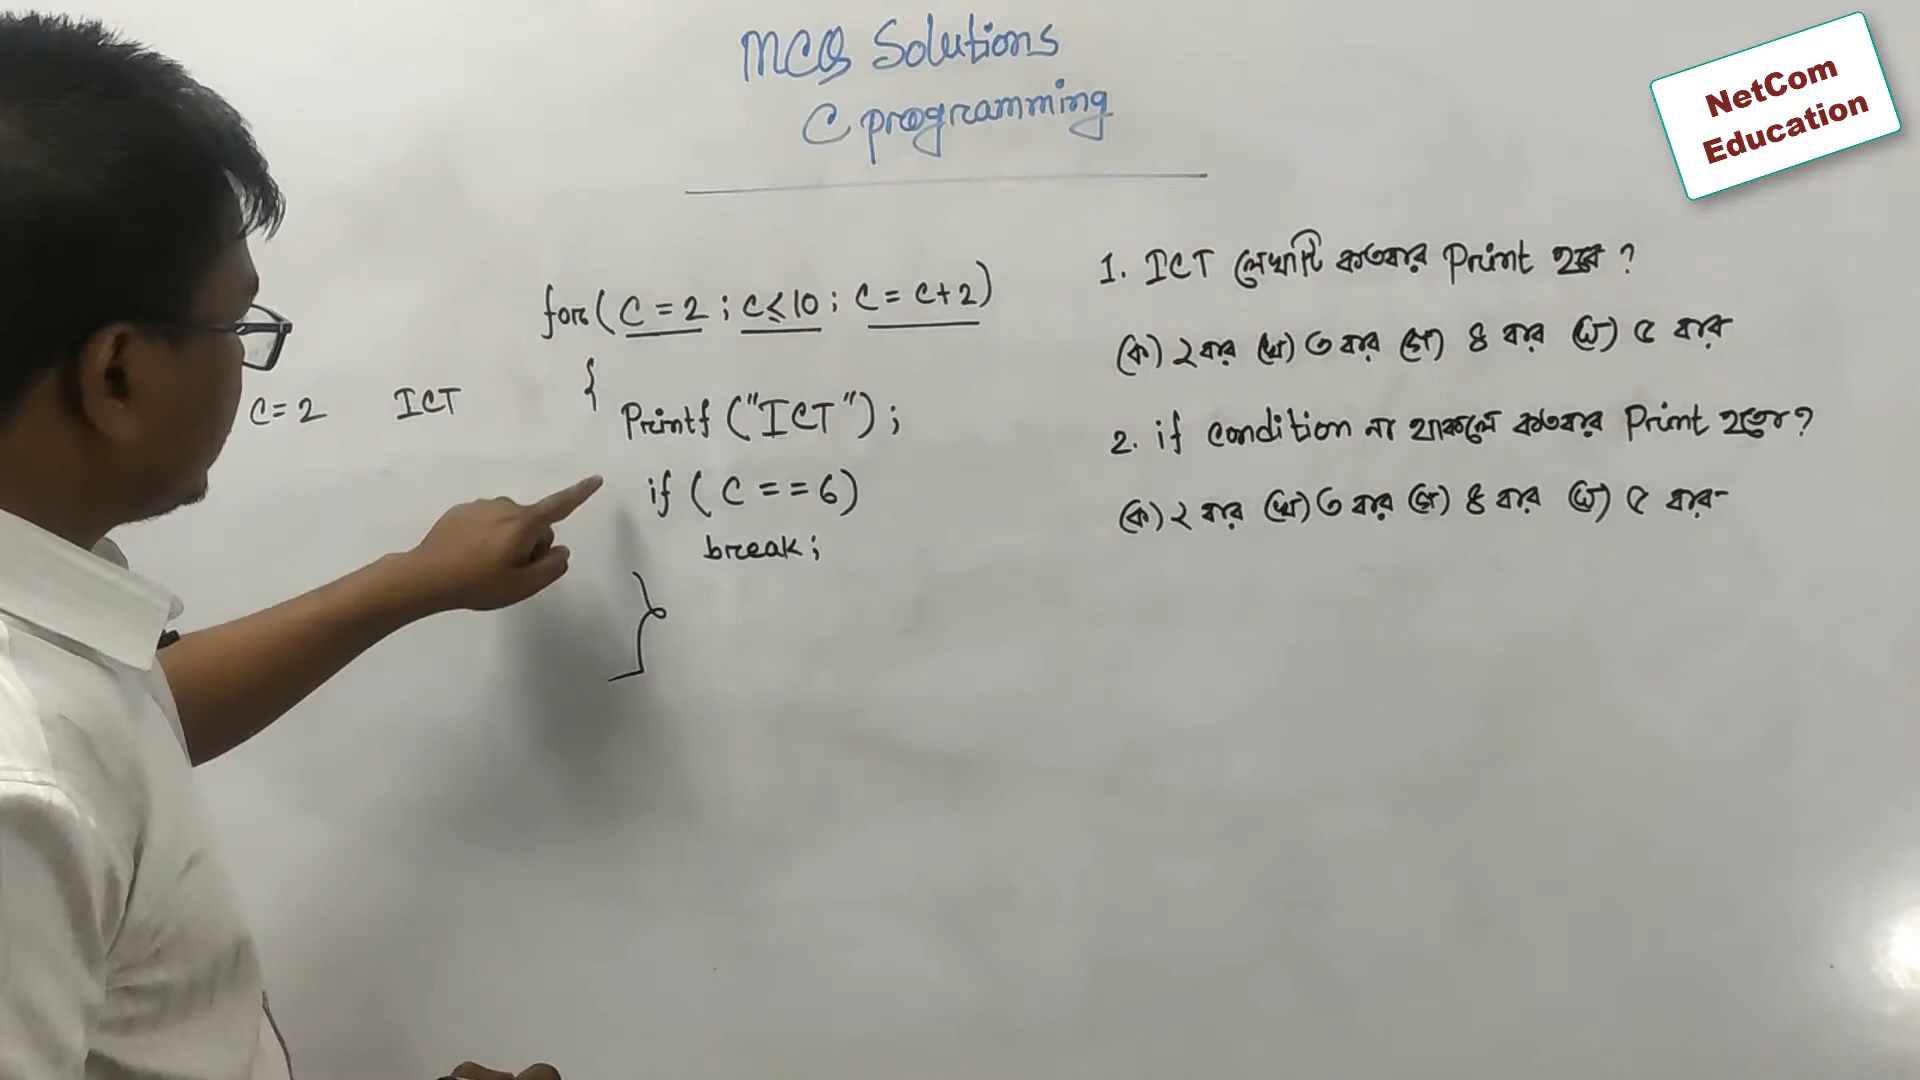 MCQ Solutions
C programming
NetCom
Education
for( C = 2 ; C ≤ 10 ; C = C+2)
{
Printf ("ICT");
if ( C == 6)
break;
}
C = 2 ICT
1. ICT লেখাটি কতবার Print হবে ?
(ক) ২ বার (খ) ৩ বার (গ) ৪ বার (ঘ) ৫ বার
2. if condition না থাকলে কতবার Print হতো ?
(ক) ২ বার (খ) ৩ বার (গ) ৪ বার (ঘ) ৫ বার